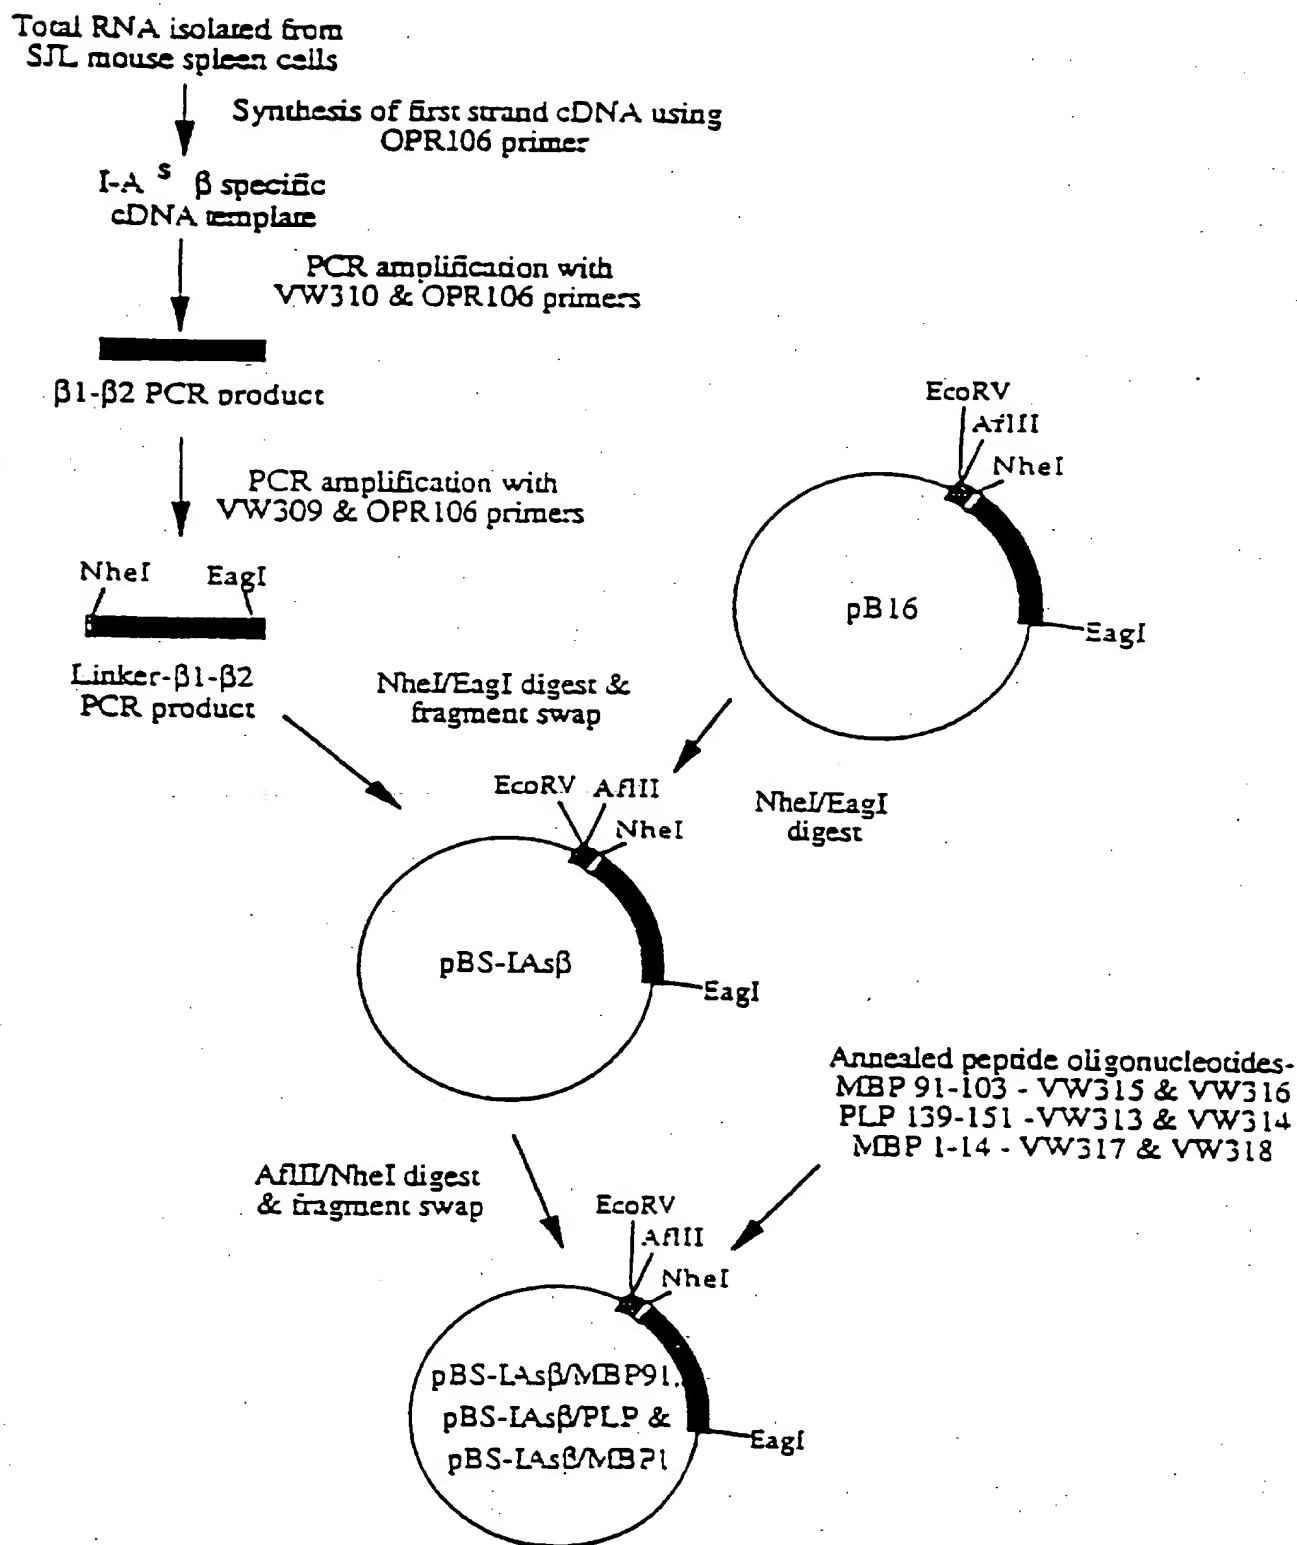 Total RNA isolated from
SJL mouse spleen cells
Synthesis of first strand cDNA using
OPR106 primer
I-A s β specific
cDNA template
PCR amplification with
VW310 & OPR106 primers
β1-β2 PCR product
PCR amplification with
VW309 & OPR106 primers
NheI EagI
Linker-β1-β2
PCR product
EcoRV
AflII
NheI
pB16
EagI
NheI/EagI digest &
fragment swap
NheI/EagI
digest
EcoRV AflII
NheI
pBS-IAsβ
EagI
Annealed peptide oligonucleotides-
MBP 91-103 - VW315 & VW316
PLP 139-151 -VW313 & VW314
MBP 1-14 - VW317 & VW318
AflII/NheI digest
& fragment swap
EcoRV
AflII
NheI
pBS-IAsβ/MBP91,
pBS-IAsβ/PLP &
pBS-IAsβ/MBP1
EagI